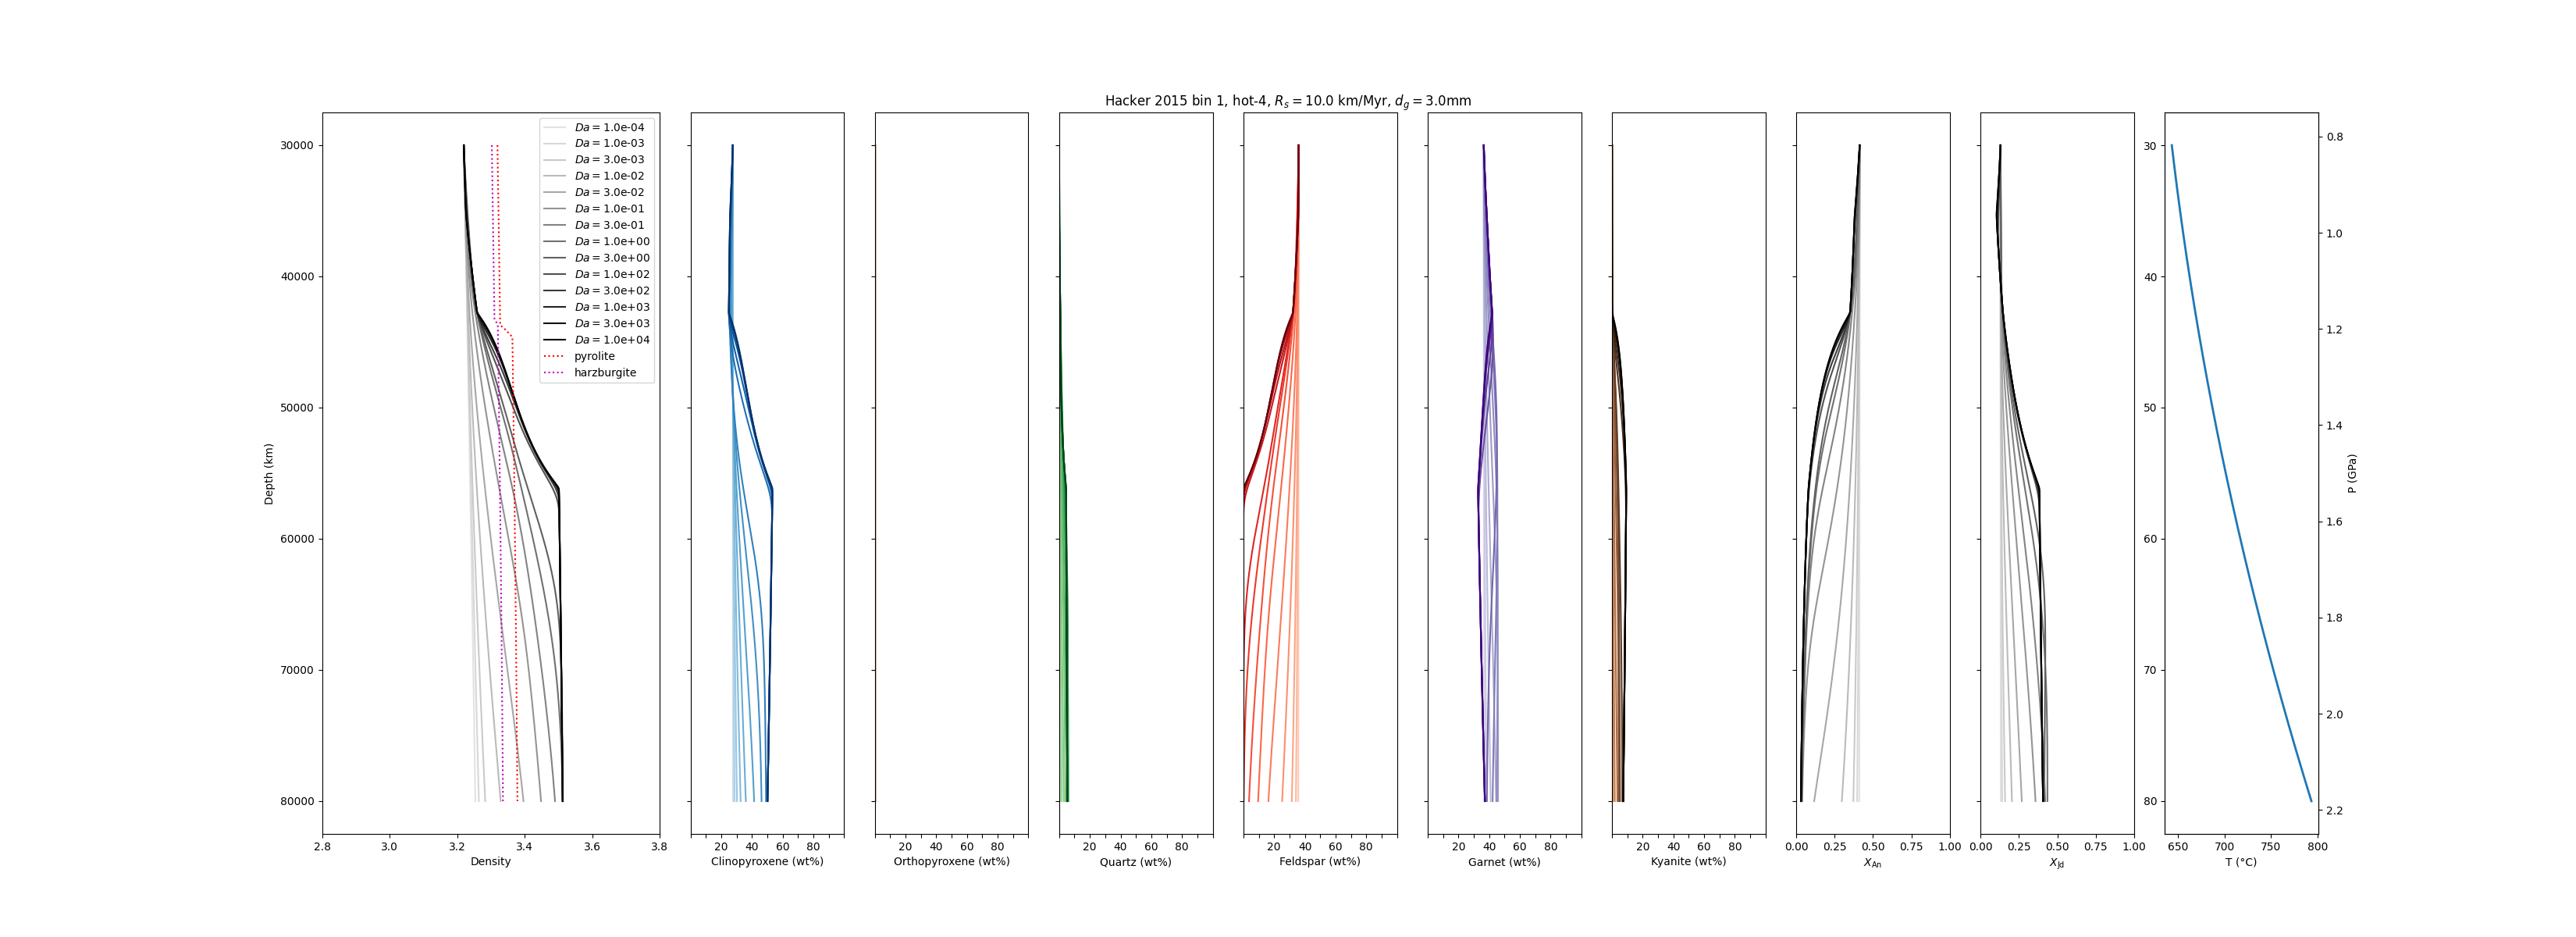 Hacker 2015 bin 1, hot-4, R_s = 10.0 km/Myr, d_g = 3.0mm
Da = 1.0e-04
Da = 1.0e-03
Da = 3.0e-03
Da = 1.0e-02
Da = 3.0e-02
Da = 1.0e-01
Da = 3.0e-01
Da = 1.0e+00
Da = 3.0e+00
Da = 1.0e+02
Da = 3.0e+02
Da = 1.0e+03
Da = 3.0e+03
Da = 1.0e+04
pyrolite
harzburgite
Depth (km)
30000
40000
50000
60000
70000
80000
2.8 3.0 3.2 3.4 3.6 3.8
Density
20 40 60 80
Clinopyroxene (wt%)
20 40 60 80
Orthopyroxene (wt%)
20 40 60 80
Quartz (wt%)
20 40 60 80
Feldspar (wt%)
20 40 60 80
Garnet (wt%)
20 40 60 80
Kyanite (wt%)
0.00 0.25 0.50 0.75 1.00
X_An
0.00 0.25 0.50 0.75 1.00
X_Jd
30
40
50
60
70
80
650 700 750 800
T (°C)
0.8
1.0
1.2
1.4
1.6
1.8
2.0
2.2
P (GPa)